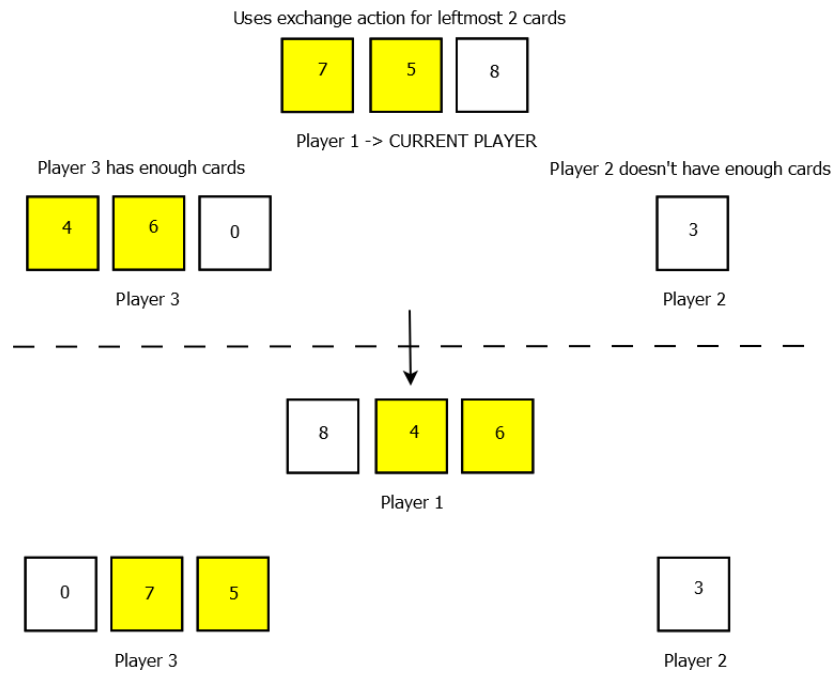 Uses exchange action for leftmost 2 cards
7 5 8
Player 1 -> CURRENT PLAYER
Player 3 has enough cards
Player 2 doesn't have enough cards
4 6 0
3
Player 3
Player 2
8 4 6
Player 1
0 7 5
3
Player 3
Player 2